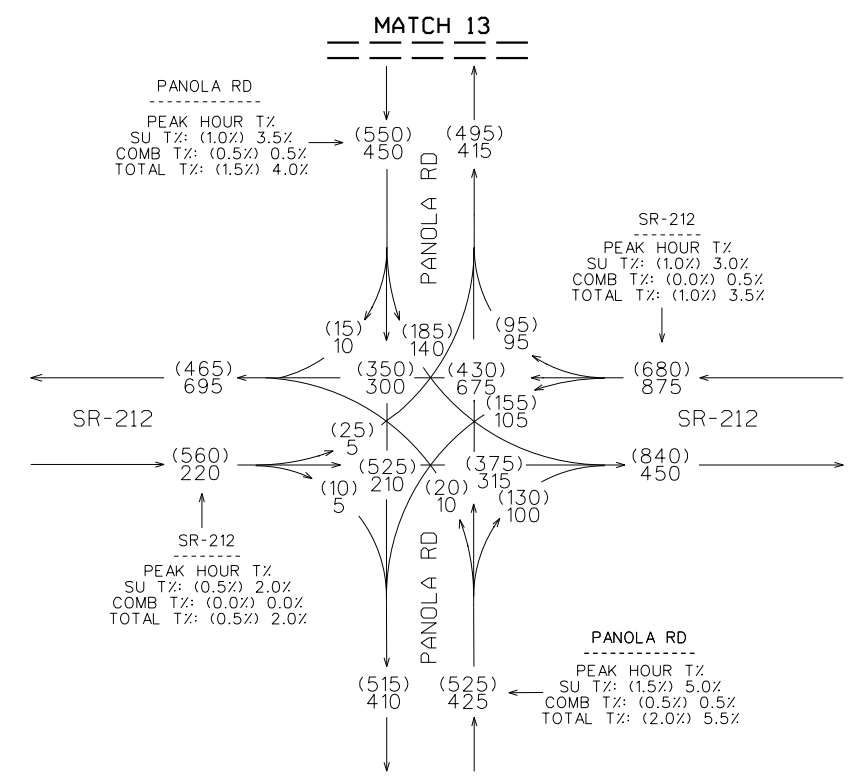 MATCH 13
PANOLA RD
PEAK HOUR T%
SU T%: (1.0%) 3.5%
COMB T%: (0.5%) 0.5%
TOTAL T%: (1.5%) 4.0%
(550)
450
(495)
415
PANOLA RD
SR-212
PEAK HOUR T%
SU T%: (1.0%) 3.0%
COMB T%: (0.0%) 0.5%
TOTAL T%: (1.0%) 3.5%
(15)
10
(185)
140
(95)
95
(465)
695
(350)
300
(430)
675
(680)
875
(155)
105
SR-212
SR-212
(25)
5
(560)
220
(525)
210
(375)
315
(840)
450
(10)
5
(20)
10
(130)
100
SR-212
PEAK HOUR T%
SU T%: (0.5%) 2.0%
COMB T%: (0.0%) 0.0%
TOTAL T%: (0.5%) 2.0%
PANOLA RD
(515)
410
(525)
425
PANOLA RD
PEAK HOUR T%
SU T%: (1.5%) 5.0%
COMB T%: (0.5%) 0.5%
TOTAL T%: (2.0%) 5.5%